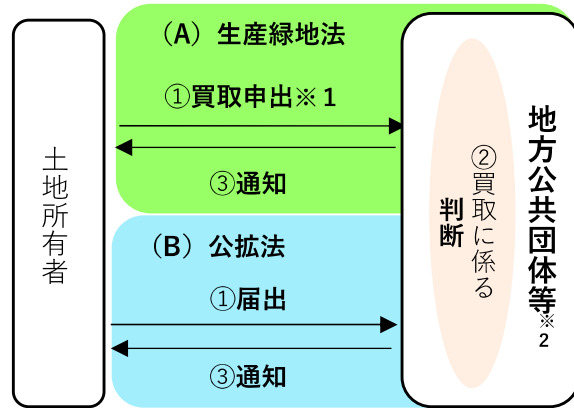 土地所有者
（A）生産緑地法
①買取申出※１
③通知
（B）公拡法
①届出
③通知
②買取に係る
判断
地方公共団体等※2